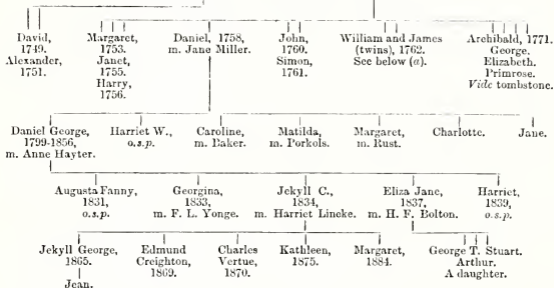 David, Margaret, Daniel, 1758, John, William and James Archibald, 1771.
1749. 1753. m. Jane Miller. 1760. (twins), 1762. George.
Alexander, Janet, Simon, See below (a). Elizabeth.
1751. 1755. 1761. Primrose.
Harry, Vide tombstone.
1756.
Daniel George, Harriet W., Caroline, Matilda, Margaret, Charlotte. Jane.
1799-1856, o.s.p. m. Baker. m. Porkols. m. Rust.
m. Anne Hayter.
Augusta Fanny, Georgina, Jekyll C., Eliza Jane, Harriet,
1831, 1833, 1834, 1837, 1839,
o.s.p. m. F. L. Yonge. m. Harriet Lincke. m. H. F. Bolton. o.s.p.
Jekyll George, Edmund Charles Kathleen, Margaret, George T. Stuart.
1865. Creighton, Vertue, 1875. 1884. Arthur.
1869. 1870. A daughter.
Jean.